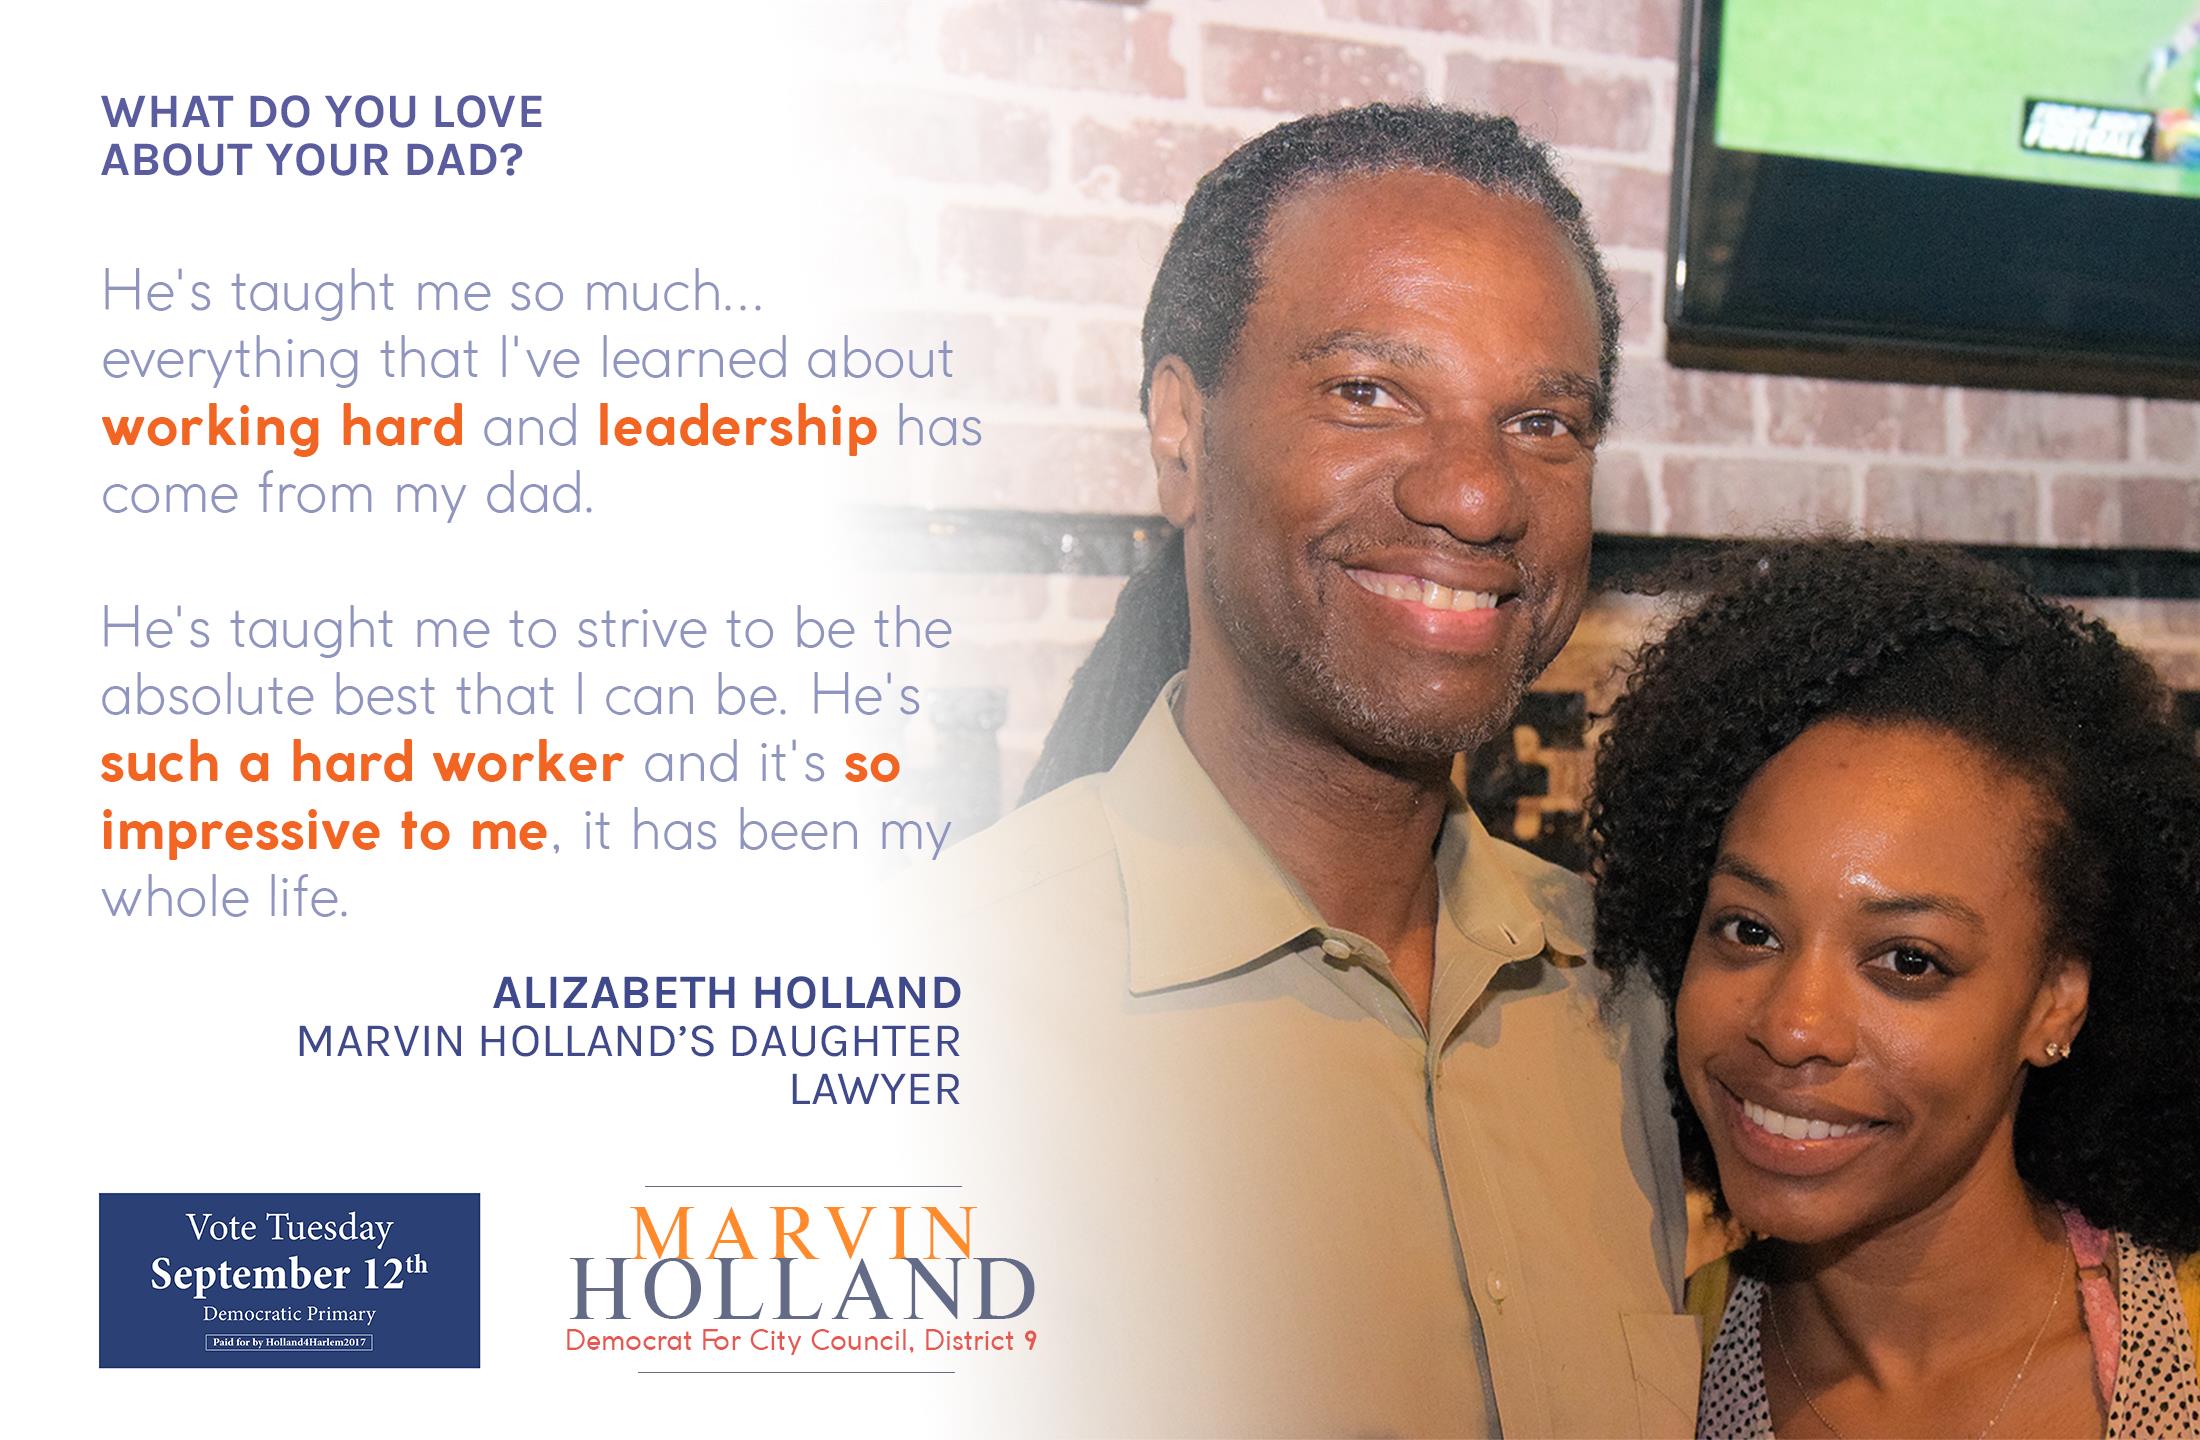 WHAT DO YOU LOVE
ABOUT YOUR DAD?
He's taught me so much...
everything that I've learned about
working hard and leadership has
come from my dad.
He's taught me to strive to be the
absolute best that I can be. He's
such a hard worker and it's so
impressive to me, it has been my
whole life.
ALIZABETH HOLLAND
MARVIN HOLLAND’S DAUGHTER
LAWYER
Vote Tuesday
September 12th
Democratic Primary
Paid for by Holland4Harlem2017
MARVIN
HOLLAND
Democrat For City Council, District 9
FOOTBALL